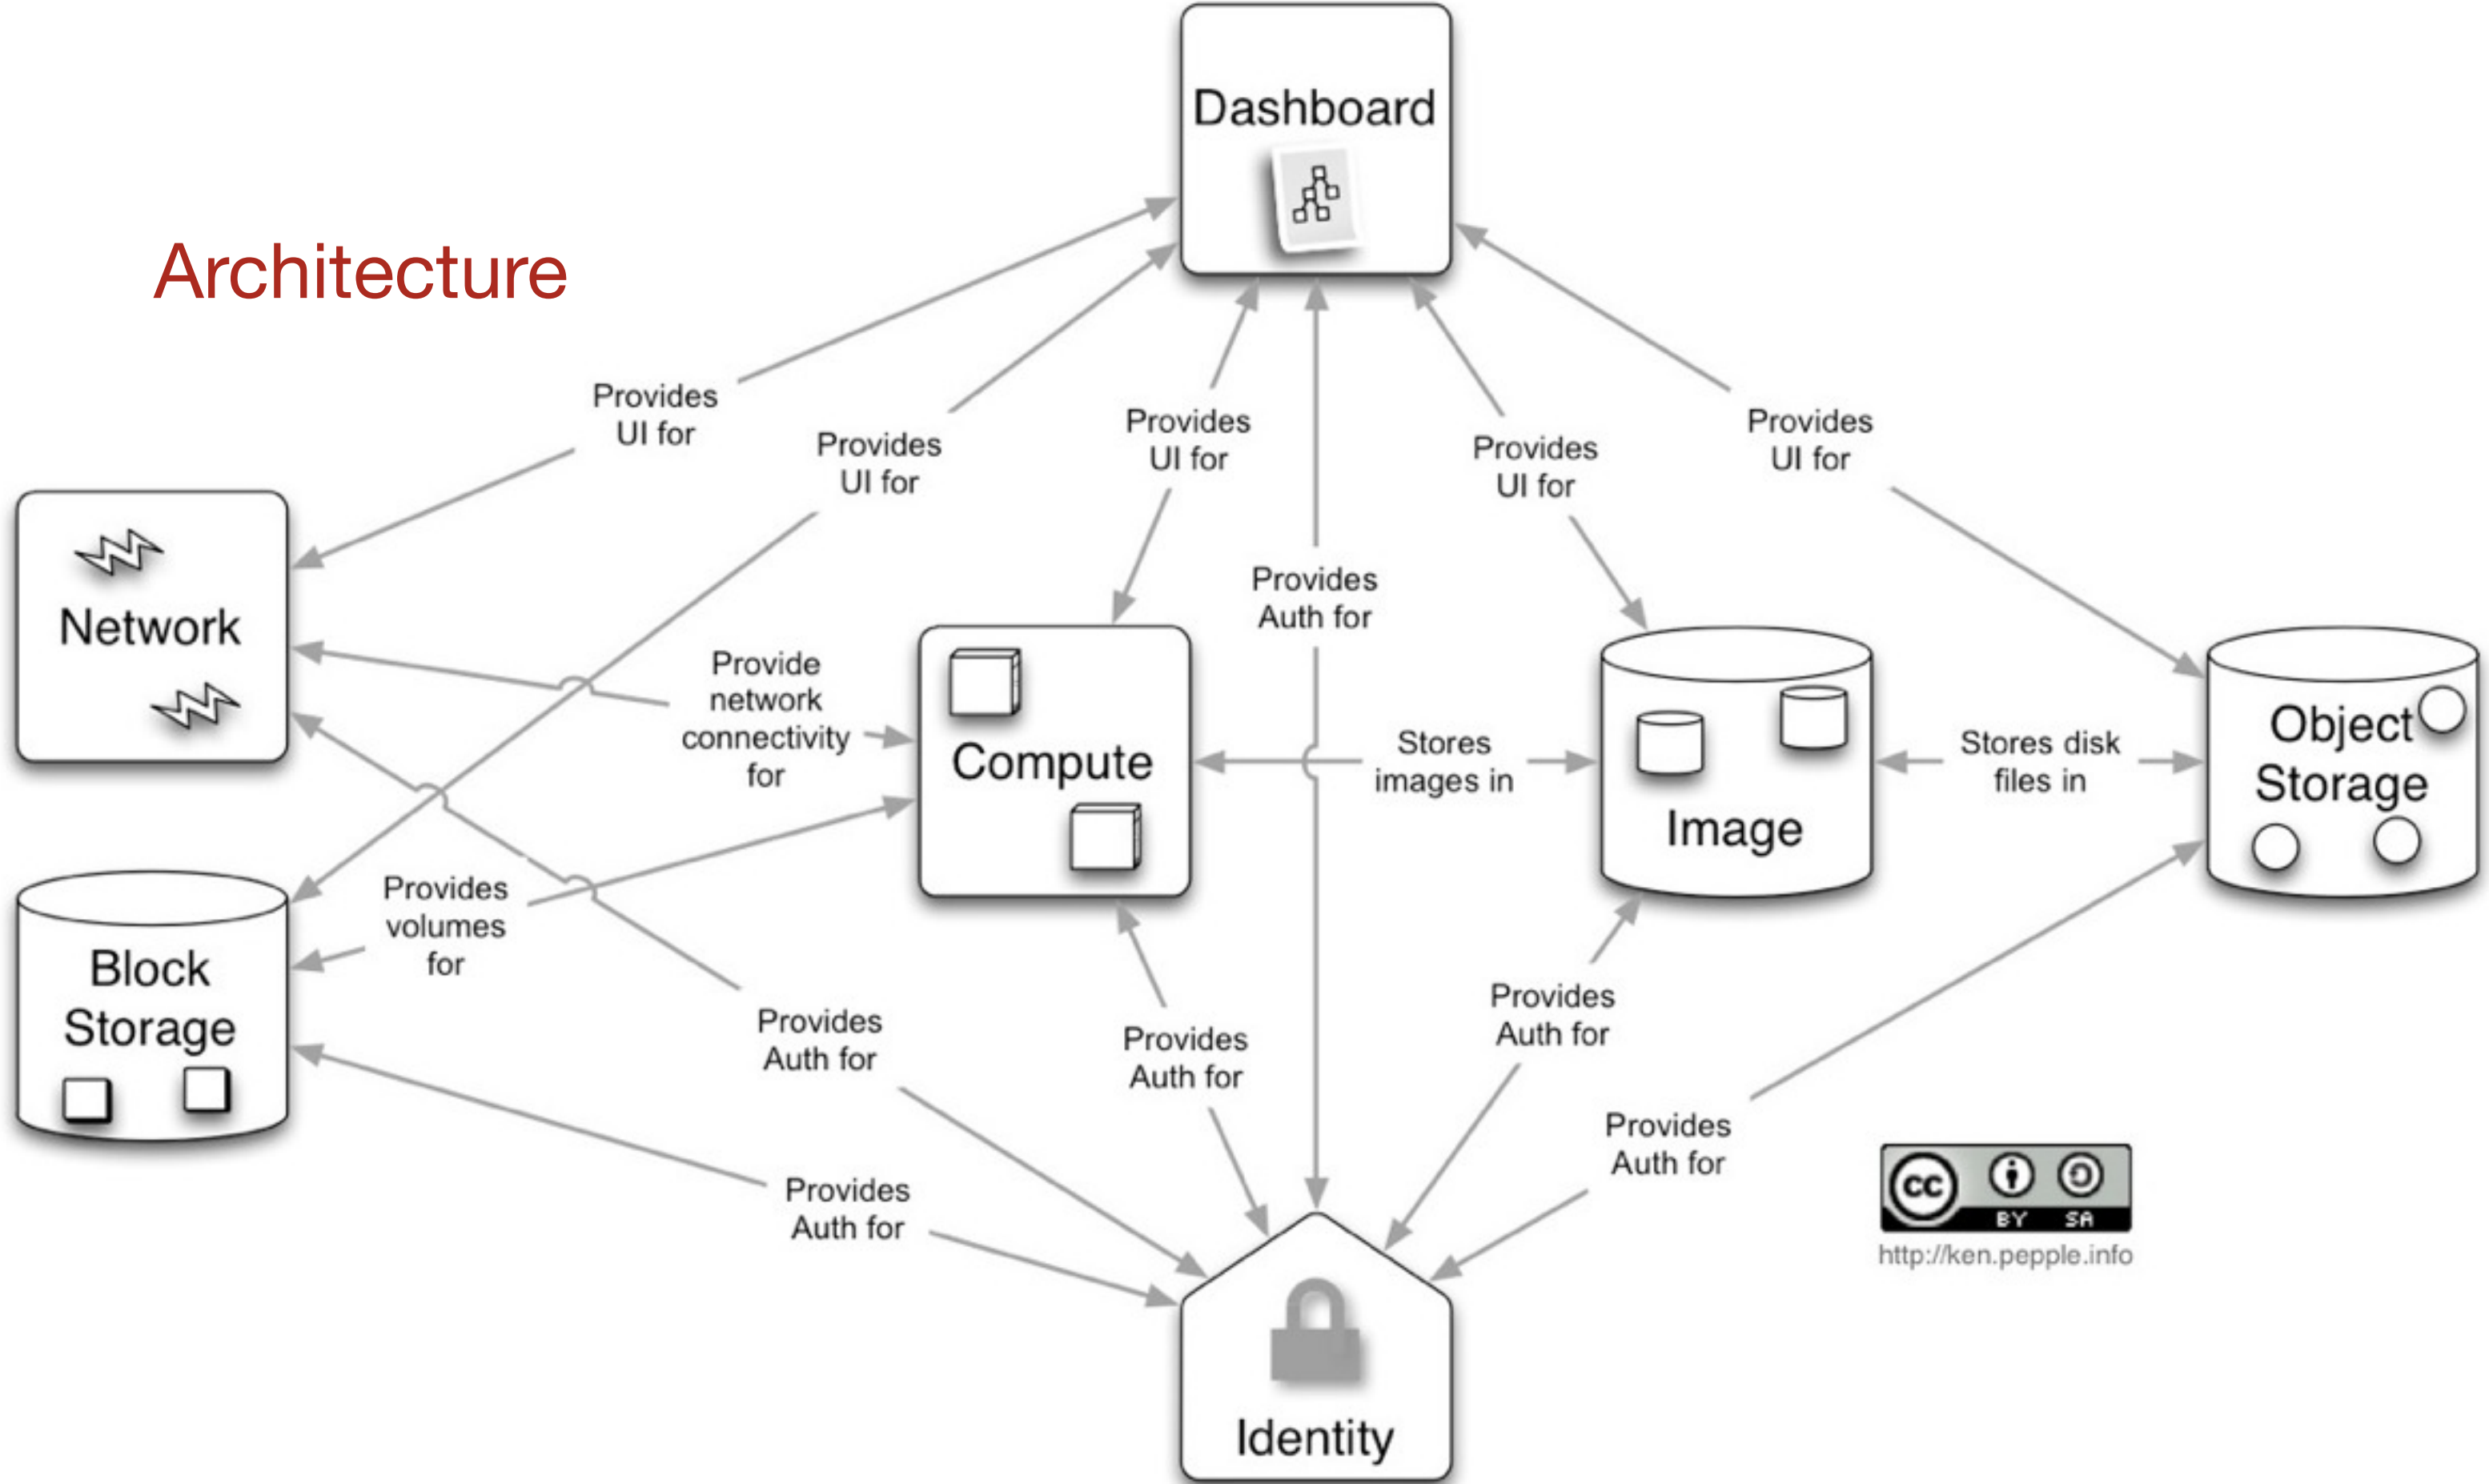 Dashboard
Architecture
Provides
UI for
Provides
UI for
Provides
UI for
Provides
UI for
Provides
UI for
Network
Provides
Auth for
Provide
network
connectivity
for
Compute
Stores
images in
Image
Stores disk
files in
Object
Storage
Provides
volumes
for
Block
Storage
Provides
Auth for
Provides
Auth for
Provides
Auth for
Provides
Auth for
Provides
Auth for
cc
BY SA
http://ken.pepple.info
Identity